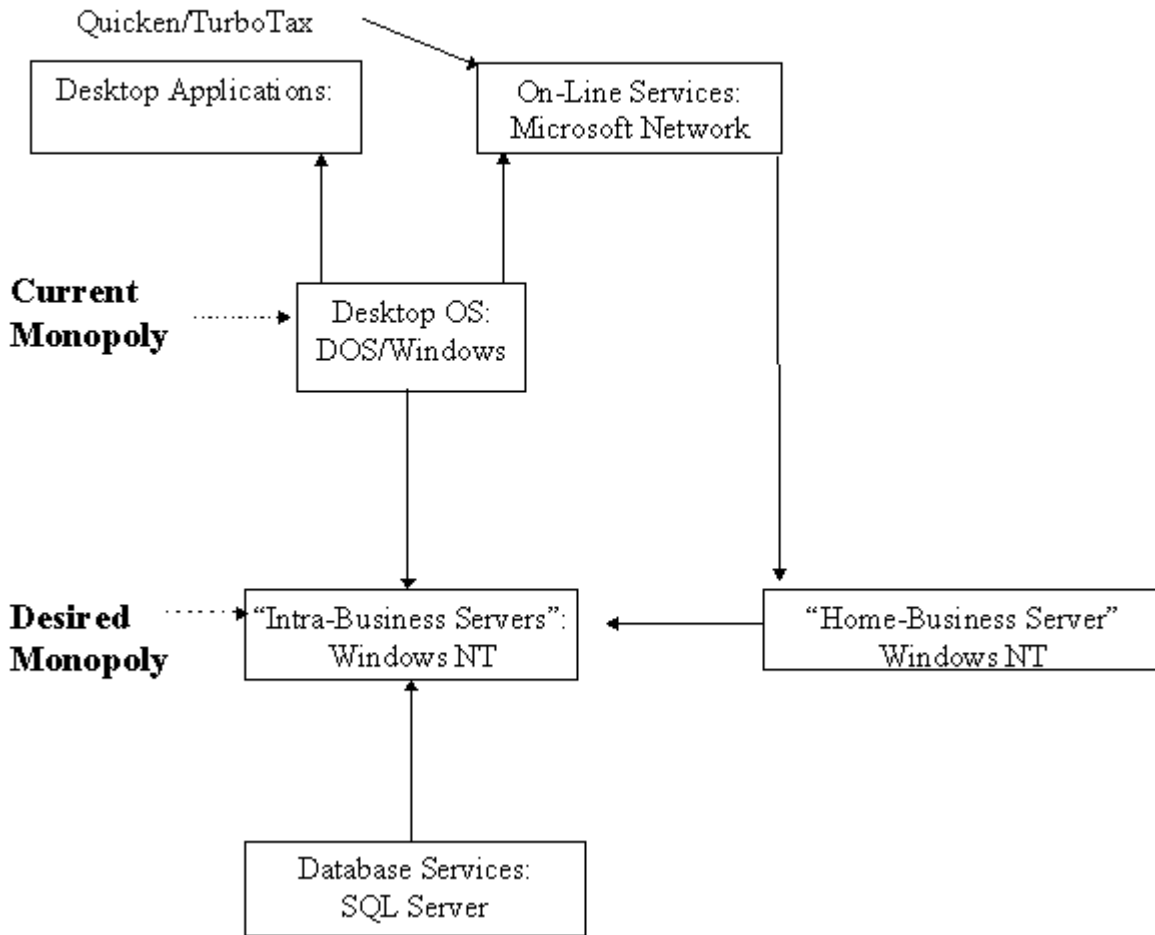 Quicken/TurboTax
Desktop Applications:
On-Line Services:
Microsoft Network
Current
Monopoly
Desktop OS:
DOS/Windows
Desired
Monopoly
“Intra-Business Servers”:
Windows NT
“Home-Business Server”
Windows NT
Database Services:
SQL Server